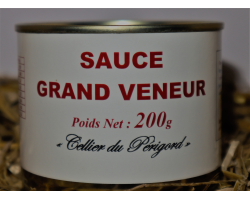 SAUCE
GRAND VENEUR
Poids Net : 200g
« Cellier du Périgord »